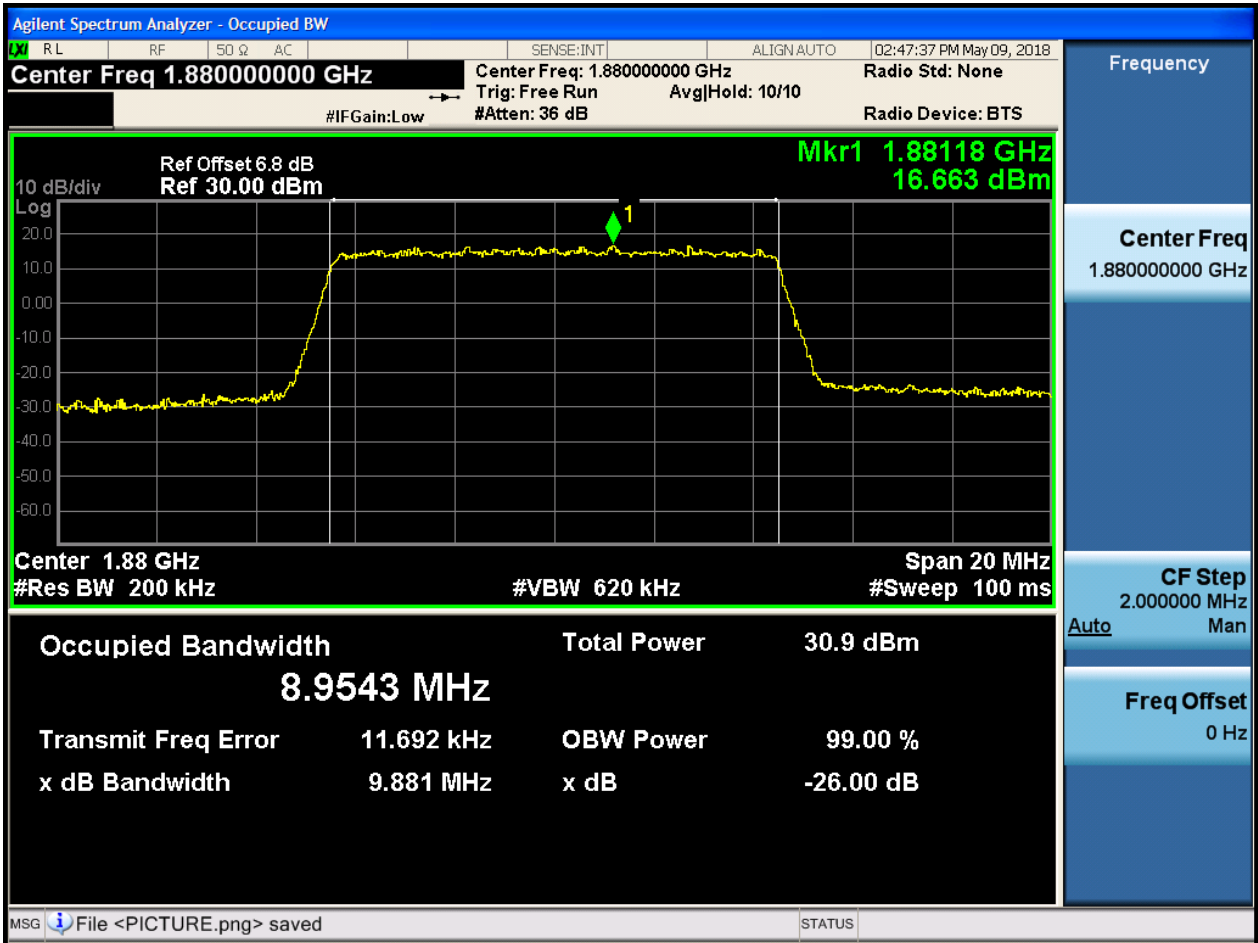 Agilent Spectrum Analyzer - Occupied BW
LXI RL RF 50 Ω AC SENSE:INT ALIGN AUTO 02:47:37 PM May 09, 2018
Center Freq 1.880000000 GHz
#IFGain:Low
Center Freq: 1.880000000 GHz
Trig: Free Run Avg|Hold: 10/10
#Atten: 36 dB
Radio Std: None
Radio Device: BTS
Mkr1 1.88118 GHz
16.663 dBm
Ref Offset 6.8 dB
10 dB/div Ref 30.00 dBm
Log
1
20.0
10.0
0.00
-10.0
-20.0
-30.0
-40.0
-50.0
-60.0
Center 1.88 GHz Span 20 MHz
#Res BW 200 kHz #VBW 620 kHz #Sweep 100 ms
Occupied Bandwidth Total Power 30.9 dBm
8.9543 MHz
Transmit Freq Error 11.692 kHz OBW Power 99.00 %
x dB Bandwidth 9.881 MHz x dB -26.00 dB
Frequency
Center Freq
1.880000000 GHz
CF Step
2.000000 MHz
Auto Man
Freq Offset
0 Hz
MSG File <PICTURE.png> saved STATUS